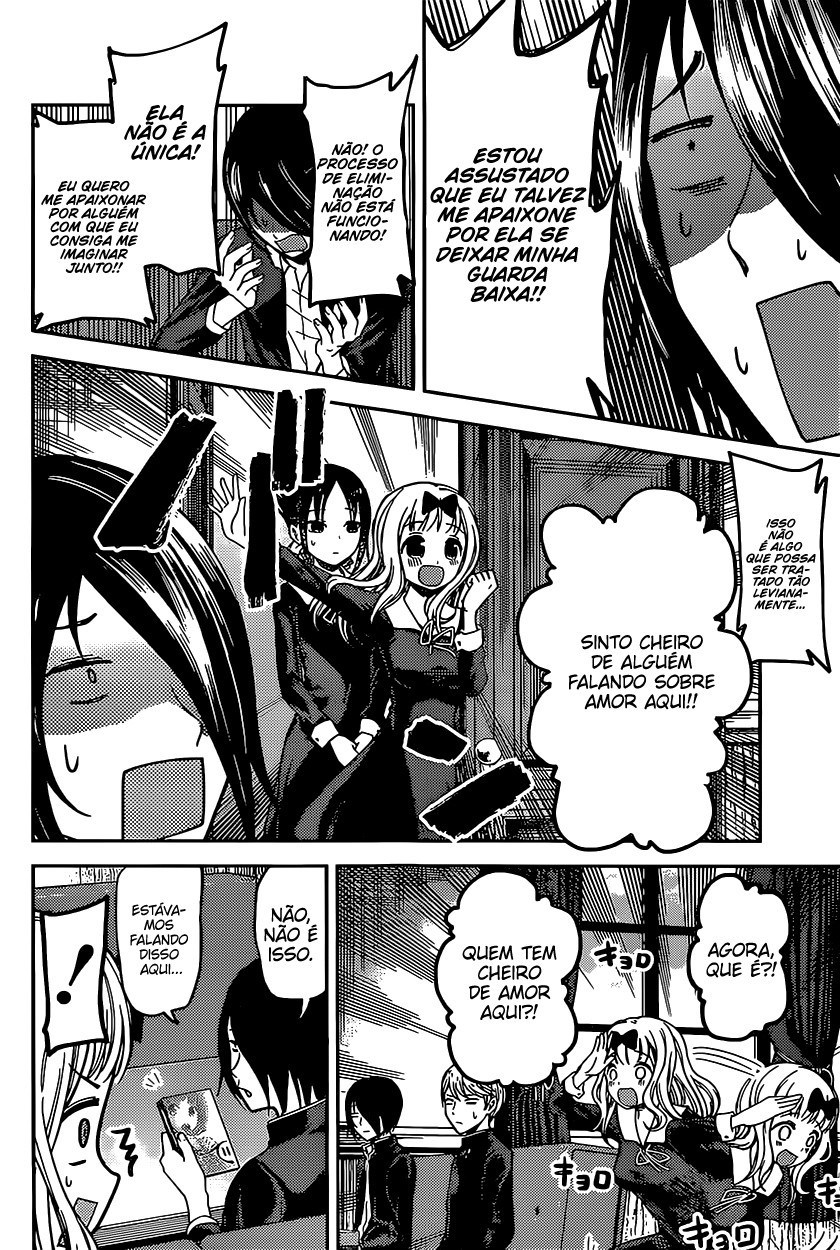 ESTOU
ASSUSTADO
QUE EU TALVEZ
ME APAIXONE
POR ELA SE
DEIXAR MINHA
GUARDA
BAIXA!!
NÃO! O
PROCESSO
DE ELIMI-
NAÇÃO
NÃO ESTÁ
FUNCIO-
NANDO!
ELA
NÃO É A
ÚNICA!
EU QUERO
ME APAIXONAR
POR ALGUÉM
COM QUE EU
CONSIGA ME
IMAGINAR
JUNTO!!
ISSO
NÃO
É ALGO
QUE POSSA
SER TRA-
TADO TÃO
LEVIANA-
MENTE...
SINTO CHEIRO
DE ALGUÉM
FALANDO SOBRE
AMOR AQUI!!
AGORA,
QUE É?!
QUEM TEM
CHEIRO
DE AMOR
AQUI?!
キョロ
キョロ
キョロ
NÃO,
NÃO É
ISSO.
ESTÁVA-
MOS
FALANDO
DISSO
AQUI...
!